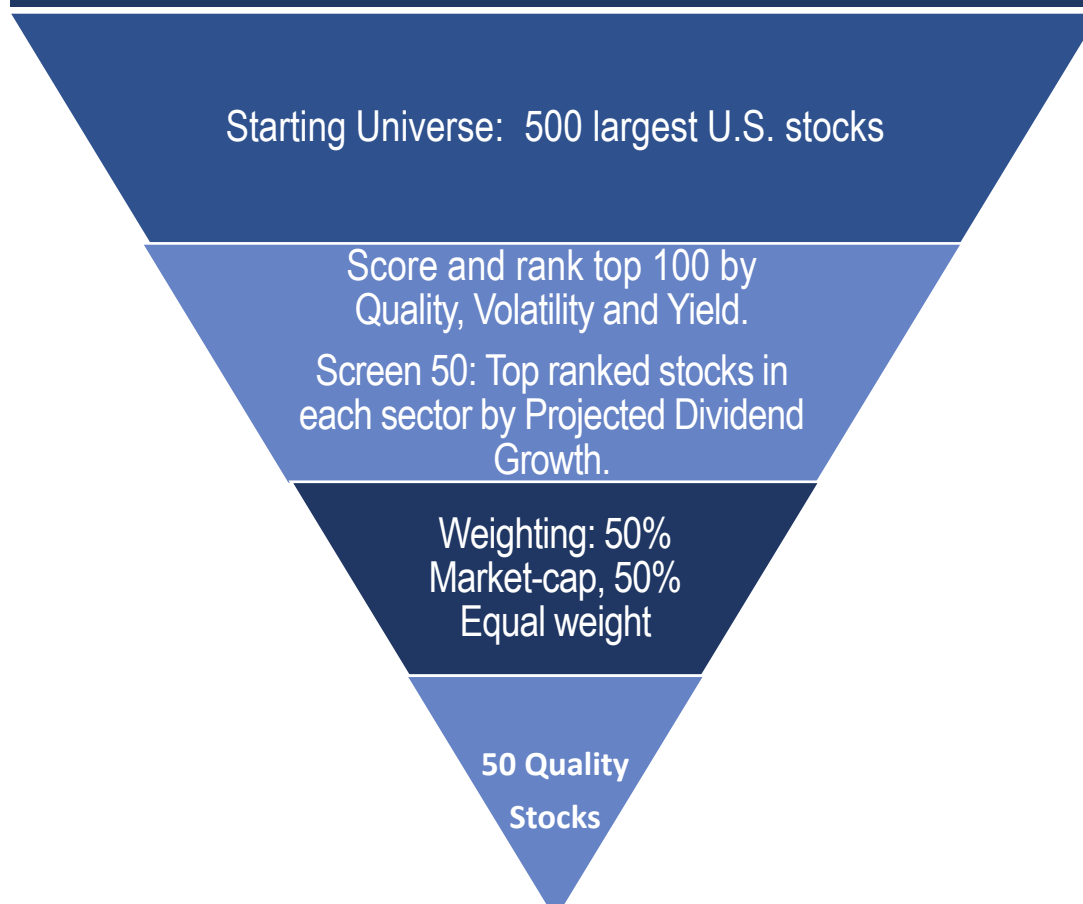 Starting Universe:  500 largest U.S. stocks
Score and rank top 100 by
Quality, Volatility and Yield.
Screen 50: Top ranked stocks in
each sector by Projected Dividend
Growth.
Weighting: 50%
Market-cap, 50%
Equal weight
50 Quality
Stocks